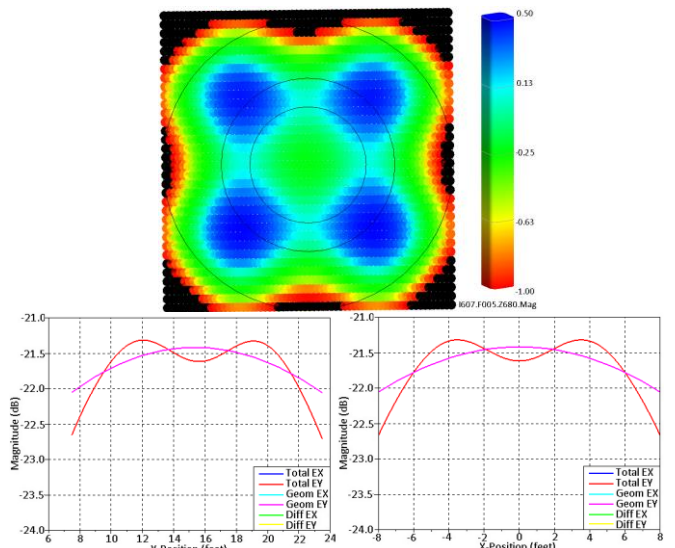 0.50
0.13
-0.25
-0.63
-1.00
I607.F005.Z680.Mag
-21.0
-21.5
-22.0
-22.5
-23.0
-23.5
-24.0
Magnitude (dB)
Total EX
Total EY
Geom EX
Geom EY
Diff EX
Diff EY
6 8 10 12 14 16 18 20 22 24
X-Position (feet)
-21.0
-21.5
-22.0
-22.5
-23.0
-23.5
-24.0
Magnitude (dB)
Total EX
Total EY
Geom EX
Geom EY
Diff EX
Diff EY
-8 -6 -4 -2 0 2 4 6 8
X-Position (feet)